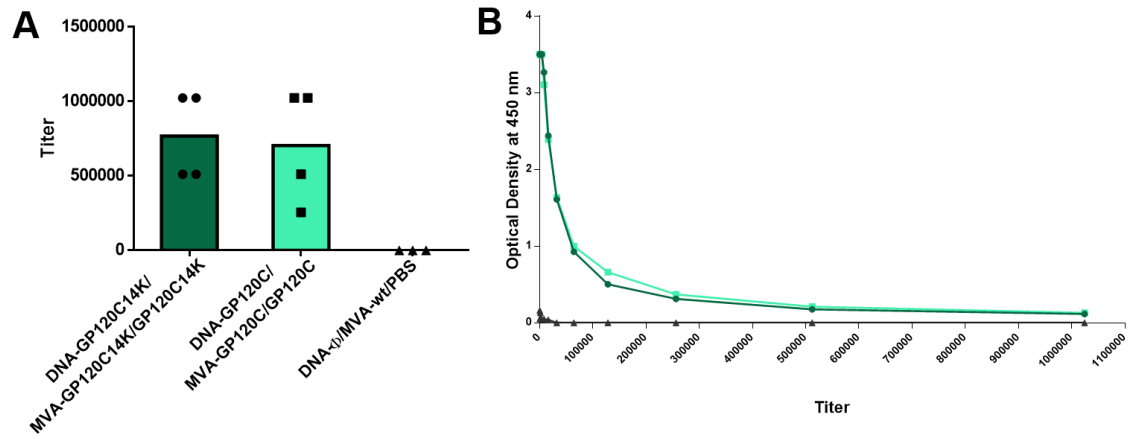 A
1500000
1000000
500000
0
Titer
DNA-GP120C14K/
MVA-GP120C14K/GP120C14K
DNA-GP120C/
MVA-GP120C/GP120C
DNA-()/MVA-wt/PBS
B
4
3
2
1
0
Optical Density at 450 nm
0
100000
200000
300000
400000
500000
600000
700000
800000
900000
1000000
1100000
Titer